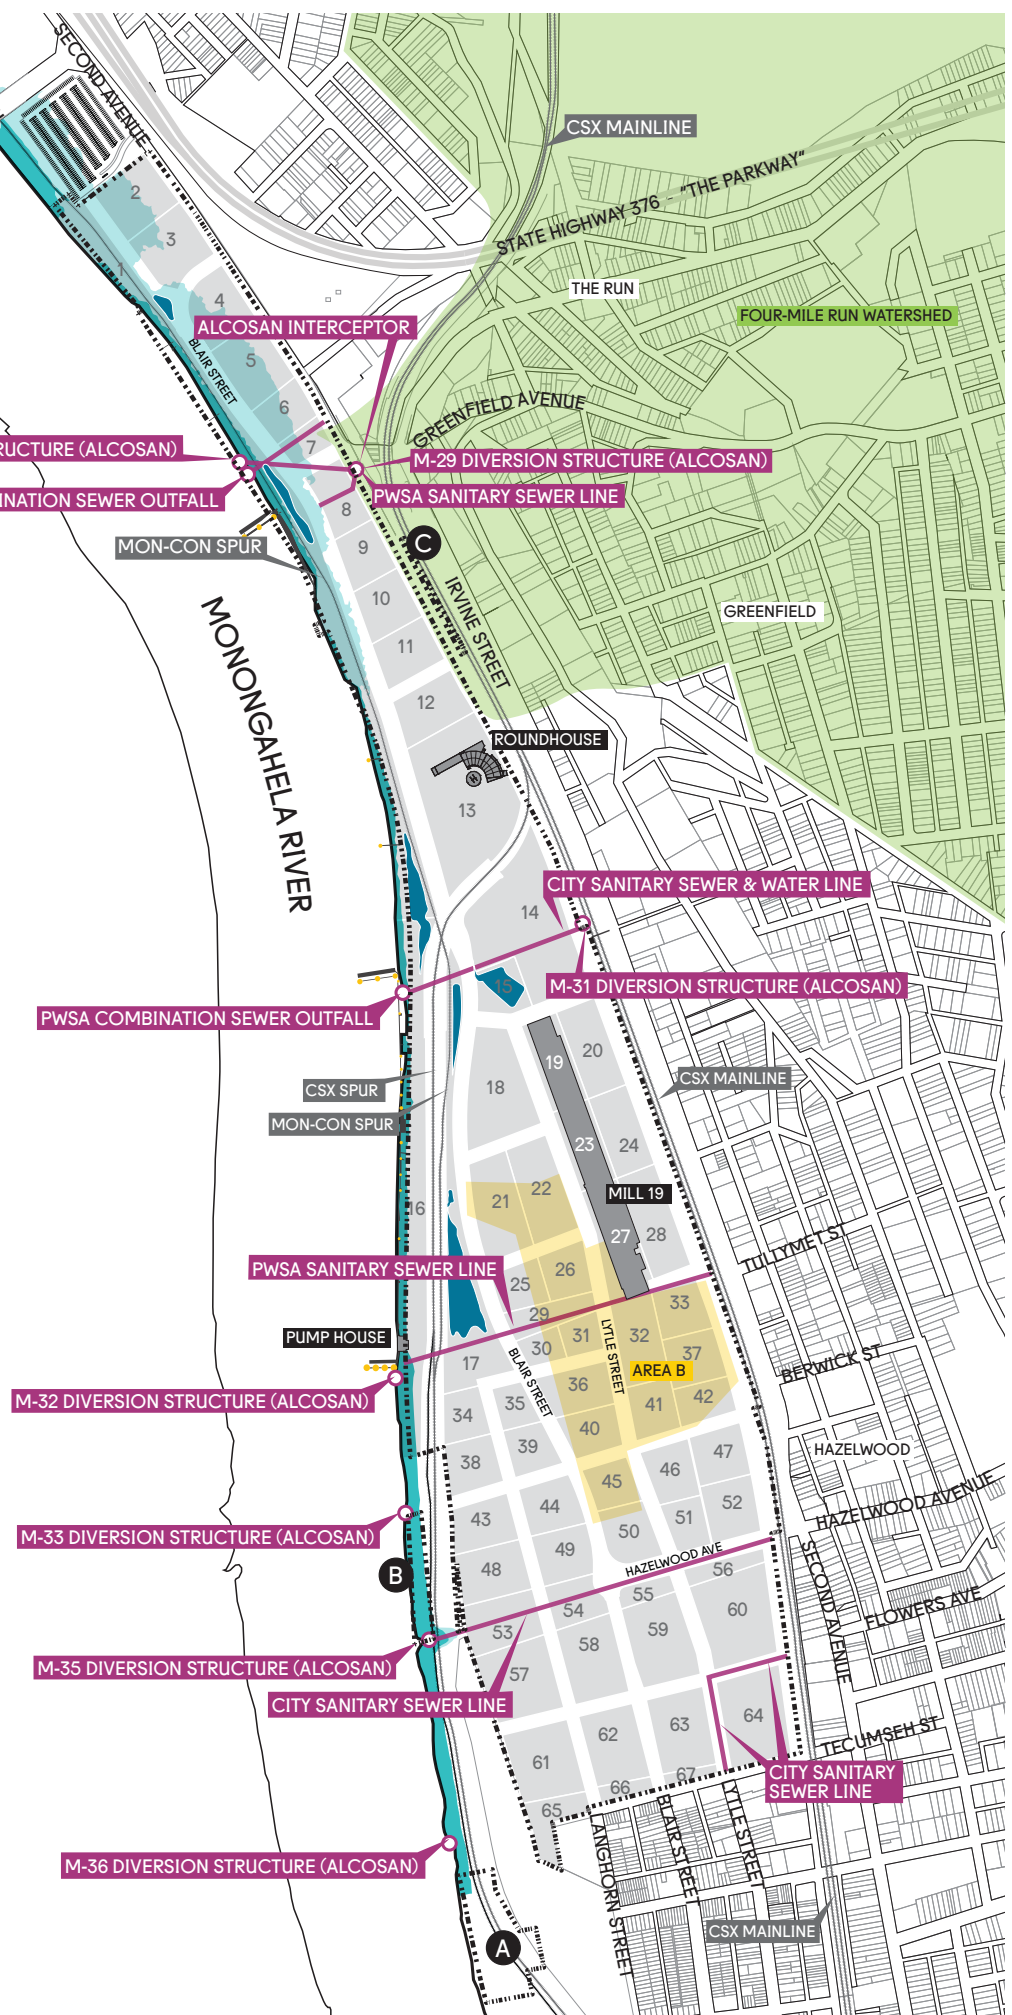 SECOND AVENUE
CSX MAINLINE
STATE HIGHWAY 376 - "THE PARKWAY"
2
3
1
4
THE RUN
FOUR-MILE RUN WATERSHED
ALCOSAN INTERCEPTOR
BLAIR STREET
5
6
GREENFIELD AVENUE
7
RUCTURE (ALCOSAN)
M-29 DIVERSION STRUCTURE (ALCOSAN)
INATION SEWER OUTFALL
PWSA SANITARY SEWER LINE
8
MON-CON SPUR
9
C
10
IRVINE STREET
GREENFIELD
11
MONONGAHELA RIVER
12
ROUNDHOUSE
13
CITY SANITARY SEWER & WATER LINE
14
15
M-31 DIVERSION STRUCTURE (ALCOSAN)
PWSA COMBINATION SEWER OUTFALL
19
20
CSX SPUR
18
CSX MAINLINE
MON-CON SPUR
23
24
MILL 19
16
21
22
27
28
TULLYMET ST
PWSA SANITARY SEWER LINE
25
26
29
33
PUMP HOUSE
30
31
LYTLE STREET
32
37
17
BLAIR STREET
AREA B
BERWICK ST
M-32 DIVERSION STRUCTURE (ALCOSAN)
36
34
35
41
42
40
39
38
47
46
HAZELWOOD
45
HAZELWOOD AVENUE
44
43
52
51
50
M-33 DIVERSION STRUCTURE (ALCOSAN)
49
HAZELWOOD AVE
SECOND AVENUE
B
48
56
55
54
60
FLOWERS AVE
53
59
58
M-35 DIVERSION STRUCTURE (ALCOSAN)
57
CITY SANITARY SEWER LINE
64
63
62
TECUMSEH ST
61
67
66
CITY SANITARY
SEWER LINE
65
LANGHORN STREET
BLAIR STREET
LYTLE STREET
M-36 DIVERSION STRUCTURE (ALCOSAN)
CSX MAINLINE
A